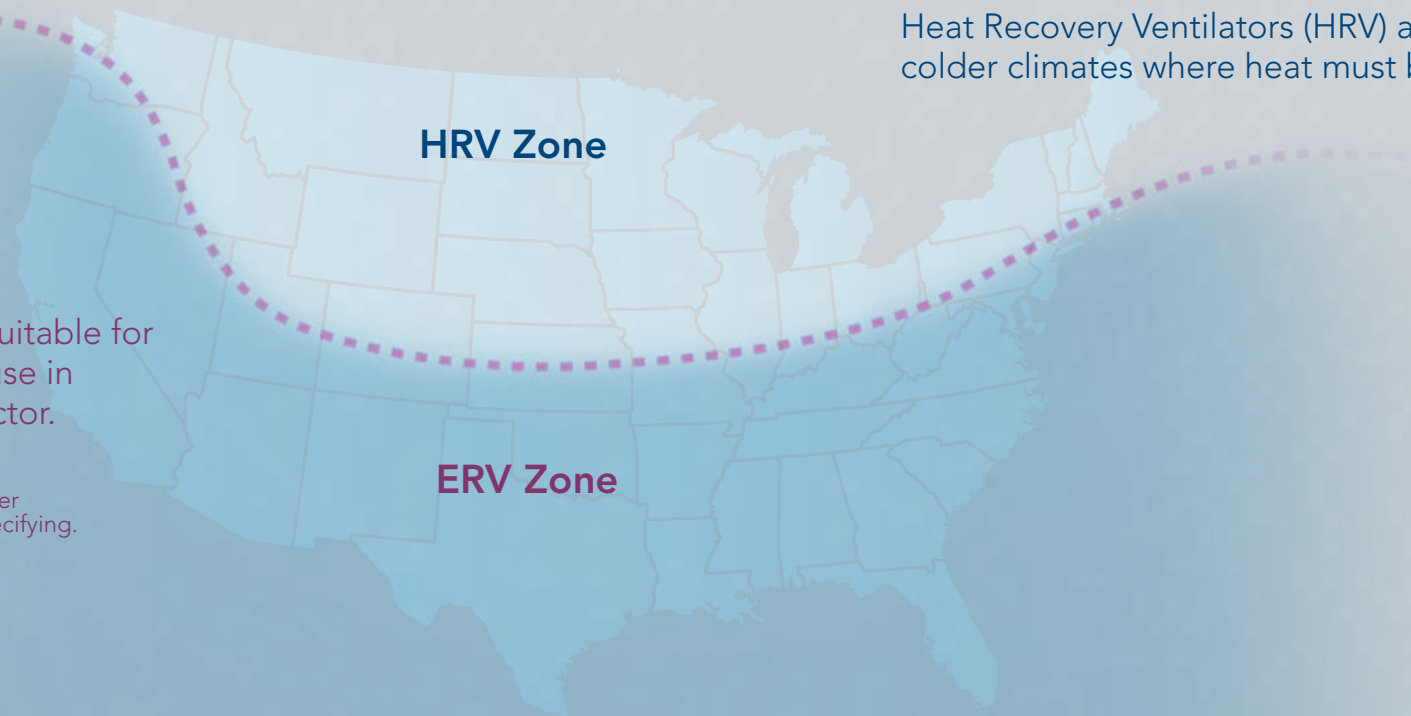 Heat Recovery Ventilators (HRV) a
colder climates where heat must b
HRV Zone
uitable for
use in
ctor.
ERV Zone
er
ecifying.